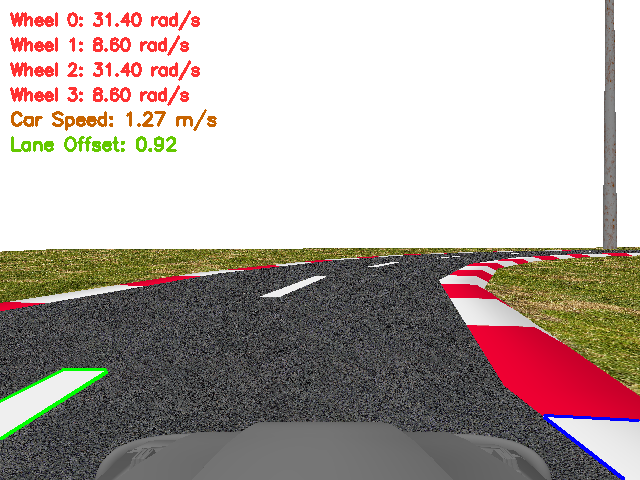 Wheel 0: 31.40 rad/s
Wheel 1: 8.60 rad/s
Wheel 2: 31.40 rad/s
Wheel 3: 8.60 rad/s
Car Speed: 1.27 m/s
Lane Offset: 0.92